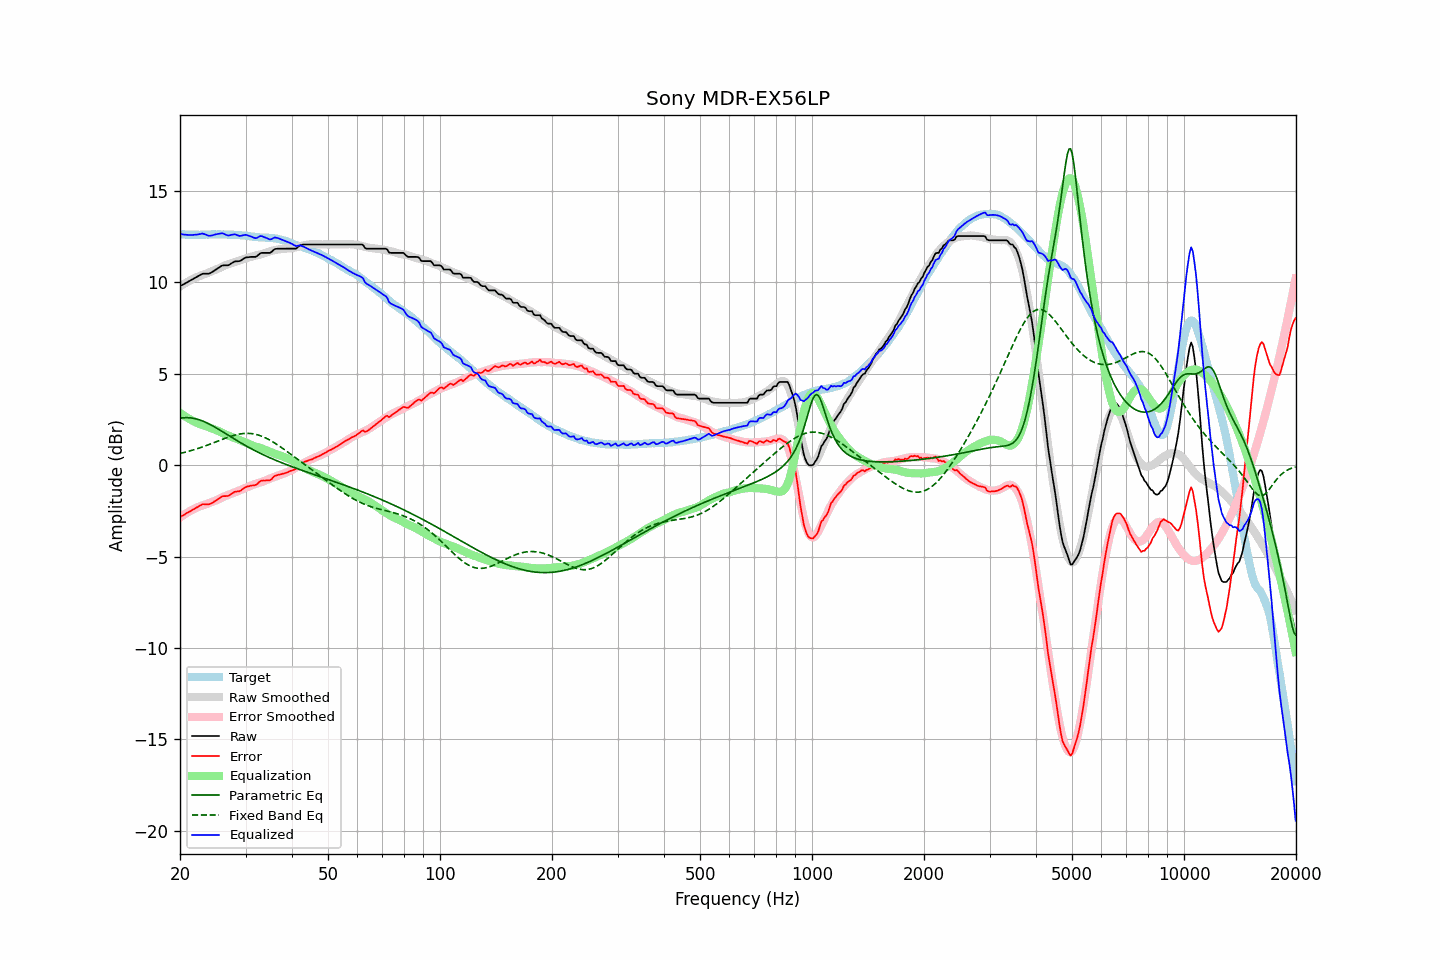 Sony MDR-EX56LP
Amplitude (dBr)
15
10
5
0
−5
−10
−15
−20
Target
Raw Smoothed
Error Smoothed
Raw
Error
Equalization
Parametric Eq
Fixed Band Eq
Equalized
20 50 100 200 500 1000 2000 5000 10000 20000
Frequency (Hz)